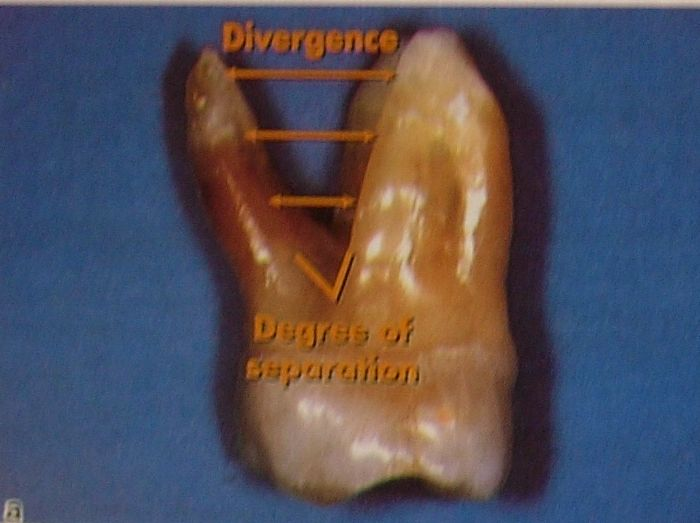 Divergence
Degree of
separation
a